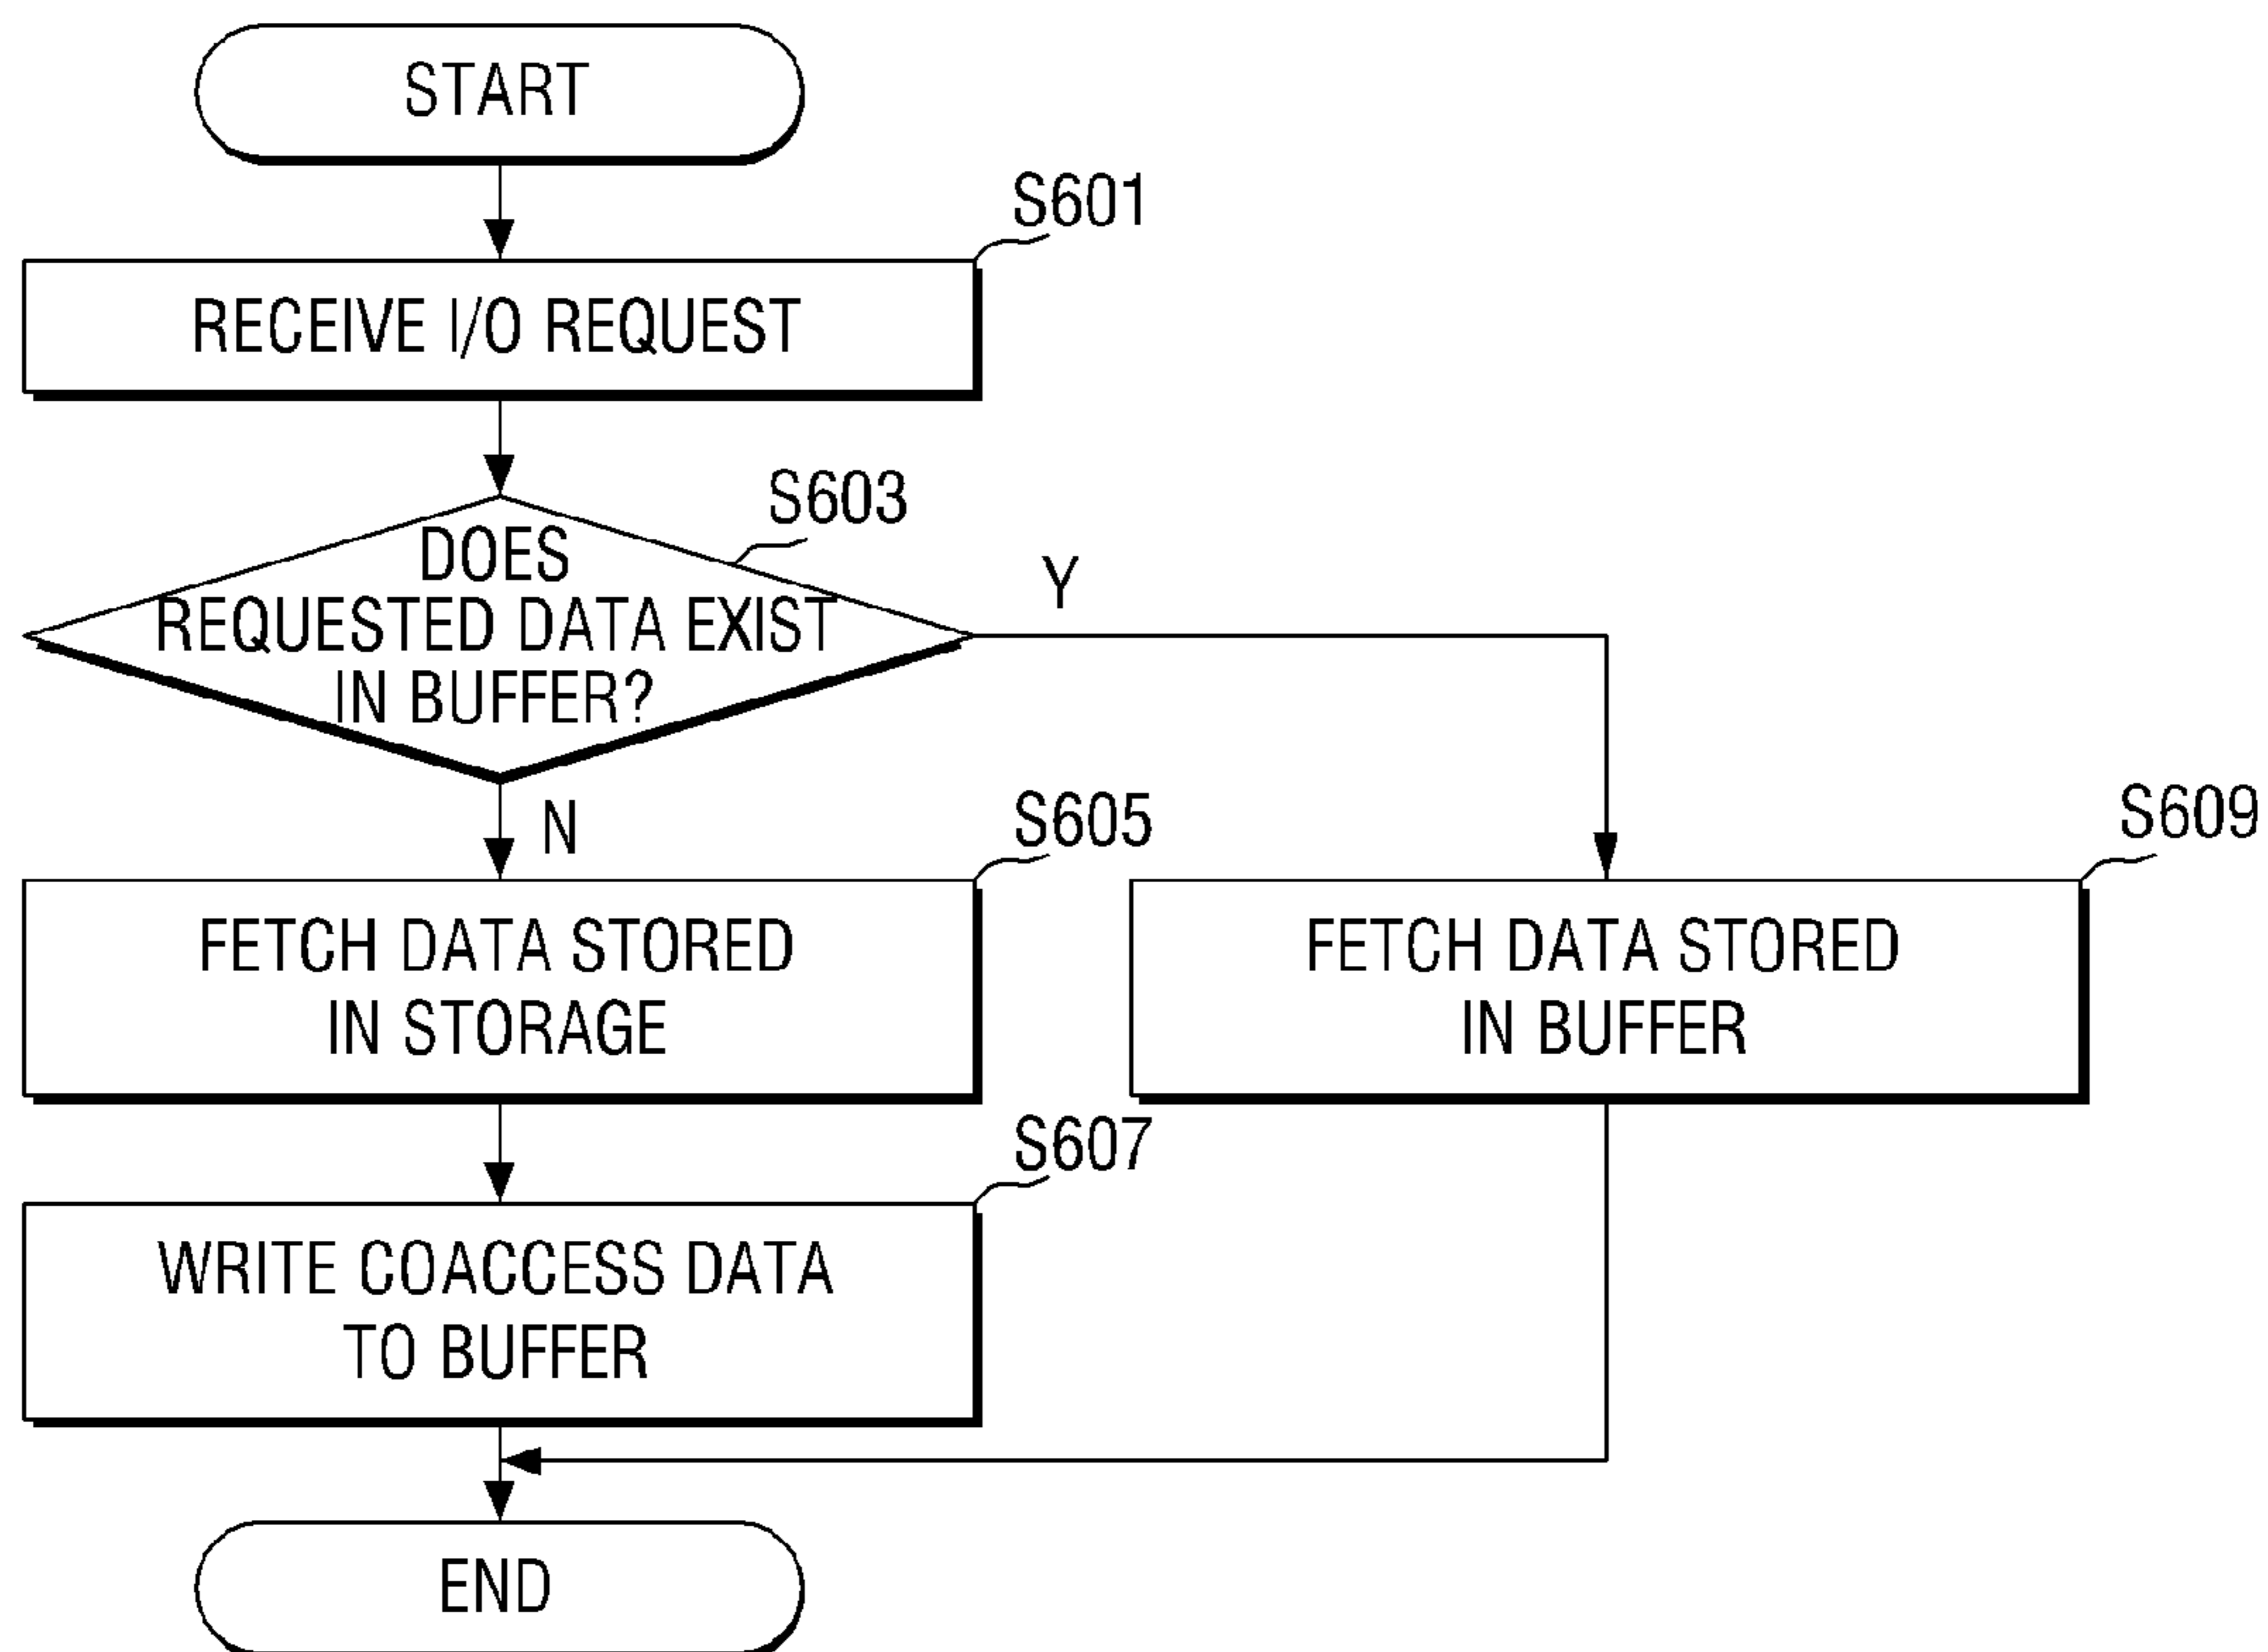 START
S601
RECEIVE I/O REQUEST
S603
DOES
REQUESTED DATA EXIST
IN BUFFER?
Y
N
S605
FETCH DATA STORED
IN STORAGE
S609
FETCH DATA STORED
IN BUFFER
S607
WRITE COACCESS DATA
TO BUFFER
END